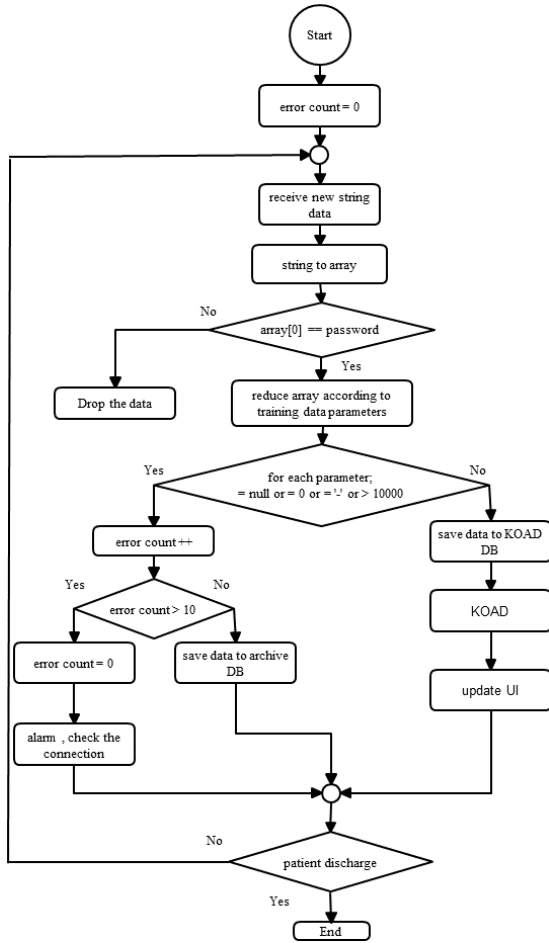 Start
error count = 0
receive new string
data
string to array
No
array[0] == password
Yes
Drop the data
reduce array according to
training data parameters
Yes
for each parameter;
= null or = 0 or = '-' or > 10000
No
error count ++
save data to KOAD
DB
Yes
error count > 10
No
KOAD
error count = 0
save data to archive
DB
update UI
alarm , check the
connection
No
patient discharge
Yes
End